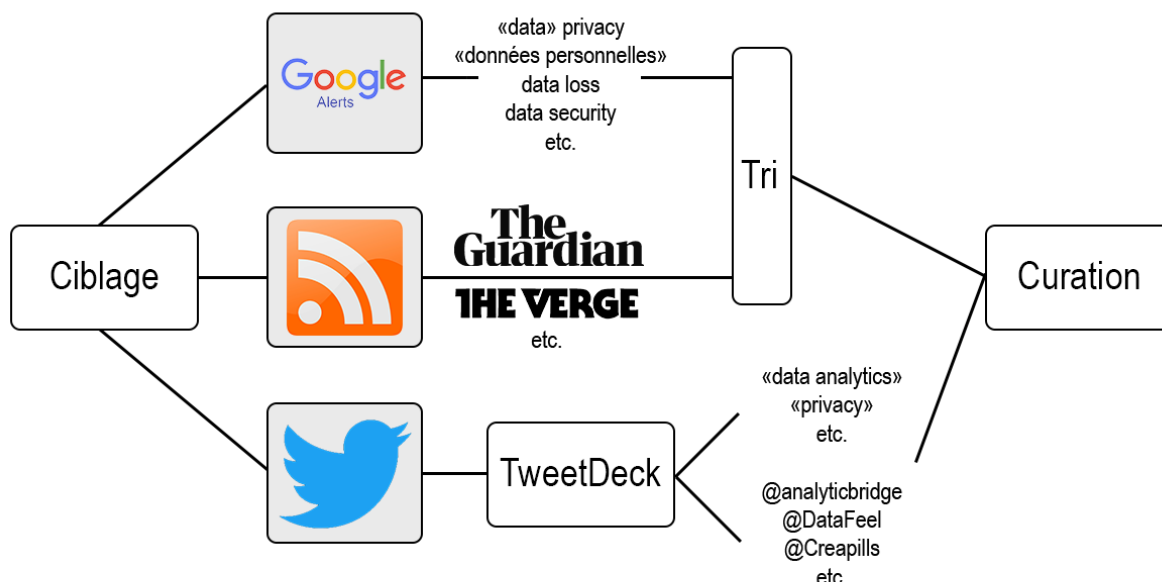 Ciblage
Google
Alerts
«data» privacy
«données personnelles»
data loss
data security
etc.
The
Guardian
THE VERGE
etc.
Tri
TweetDeck
«data analytics»
«privacy»
etc.
@analyticbridge
@DataFeel
@Creapills
etc
Curation